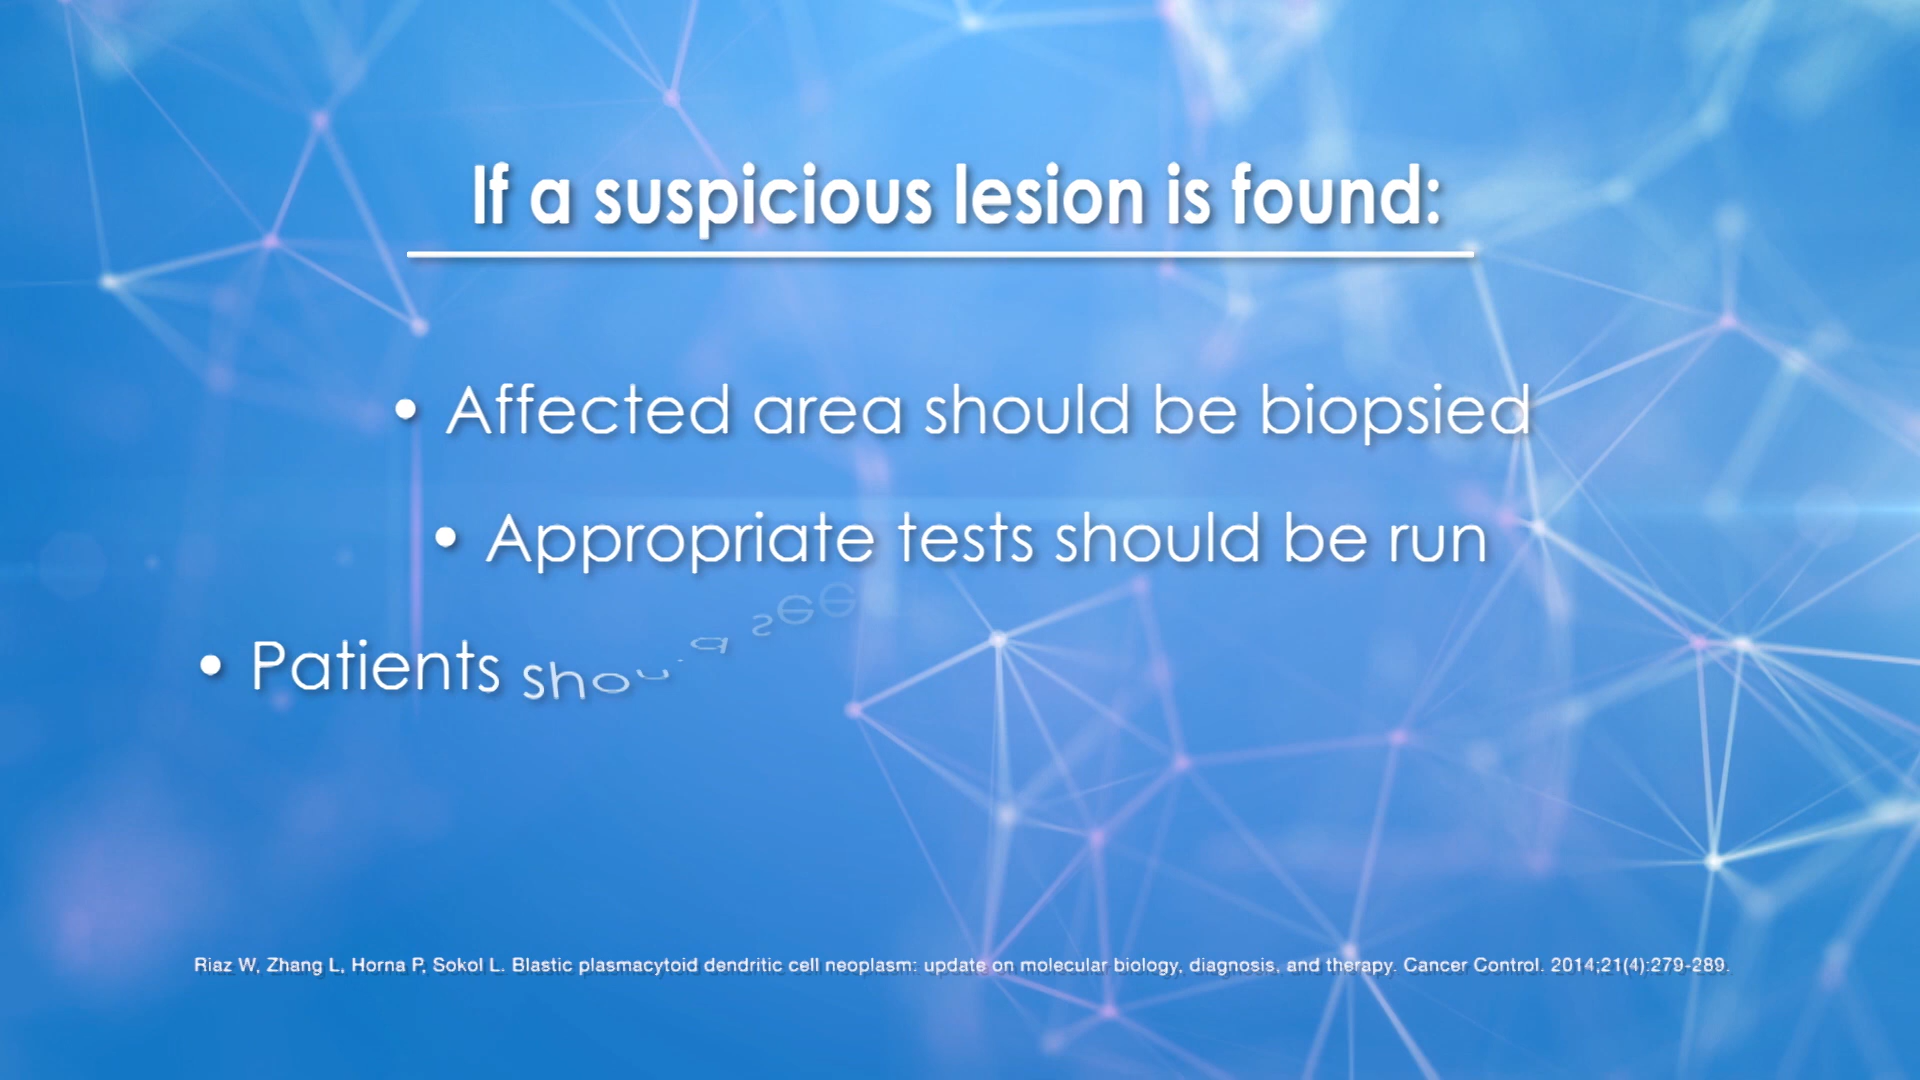 If a suspicious lesion is found:
• Affected area should be biopsied
• Appropriate tests should be run
• Patients should see
Riaz W, Zhang L, Horna P, Sokol L. Blastic plasmacytoid dendritic cell neoplasm: update on molecular biology, diagnosis, and therapy. Cancer Control. 2014;21(4):279-289.